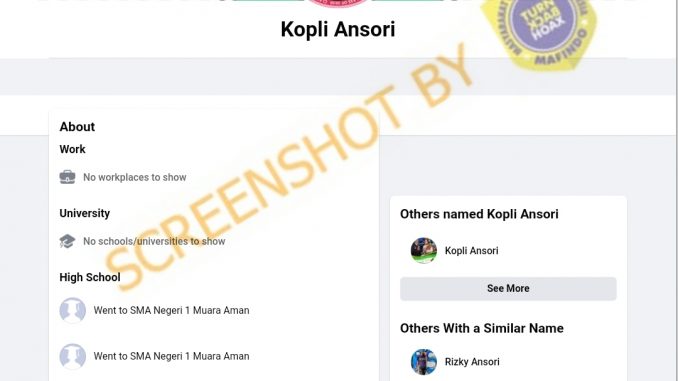 Kopli Ansori
TURN
BACK
HOAX
MAFINDO
SCREENSHOT BY
About
Work
No workplaces to show
University
No schools/universities to show
High School
Went to SMA Negeri 1 Muara Aman
Went to SMA Negeri 1 Muara Aman
Others named Kopli Ansori
Kopli Ansori
See More
Others With a Similar Name
Rizky Ansori